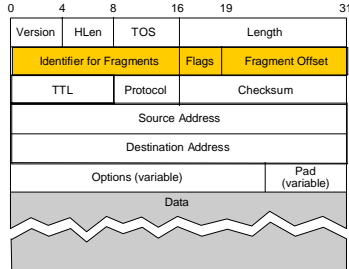 0 4 8 16 19 31
Version HLen TOS Length
Identifier for Fragments Flags Fragment Offset
TTL Protocol Checksum
Source Address
Destination Address
Options (variable) Pad
(variable)
Data